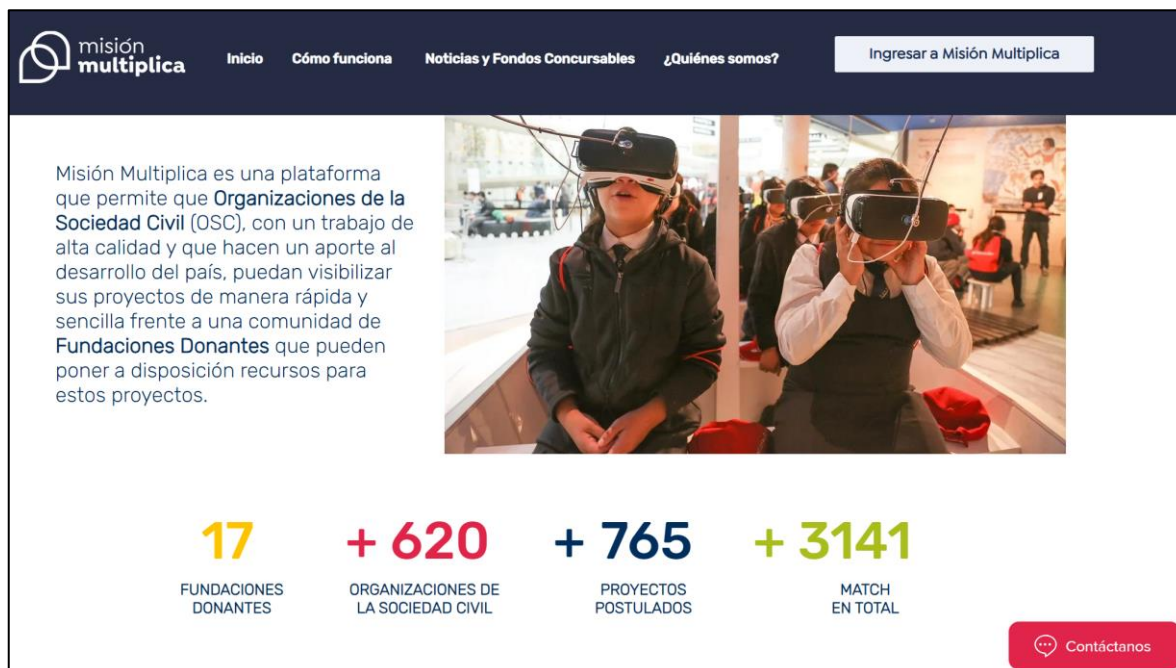 misión
multiplica
Inicio Cómo funciona Noticias y Fondos Concursables ¿Quiénes somos? Ingresar a Misión Multiplica
Misión Multiplica es una plataforma
que permite que Organizaciones de la
Sociedad Civil (OSC), con un trabajo de
alta calidad y que hacen un aporte al
desarrollo del país, puedan visibilizar
sus proyectos de manera rápida y
sencilla frente a una comunidad de
Fundaciones Donantes que pueden
poner a disposición recursos para
estos proyectos.
17 + 620 + 765 + 3141
FUNDACIONES ORGANIZACIONES DE PROYECTOS MATCH
DONANTES LA SOCIEDAD CIVIL POSTULADOS EN TOTAL
Contáctanos